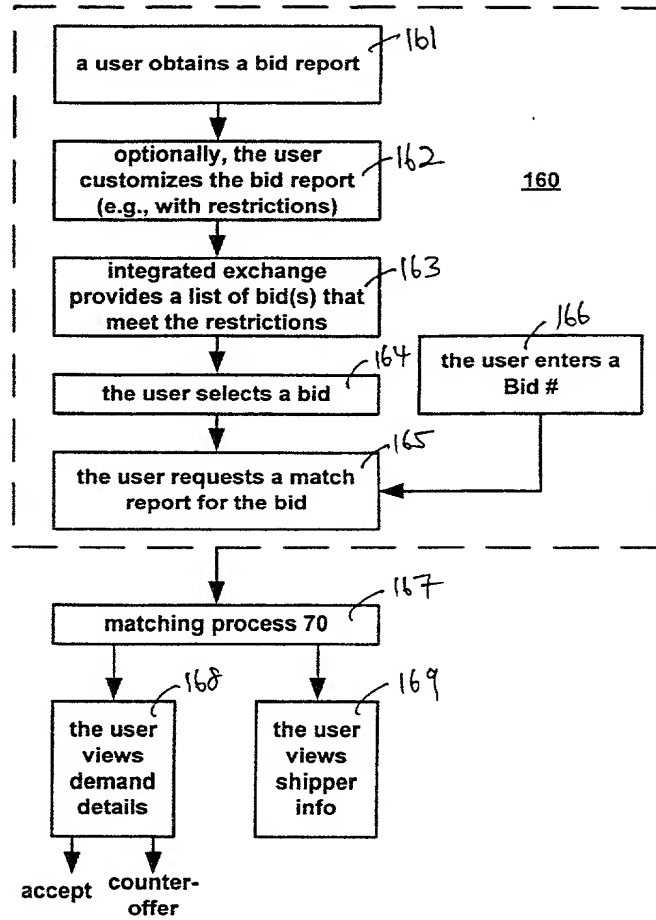 161
a user obtains a bid report
162
optionally, the user
customizes the bid report
(e.g., with restrictions)
160
163
integrated exchange
provides a list of bid(s) that
meet the restrictions
166
the user enters a
Bid #
164
the user selects a bid
165
the user requests a match
report for the bid
167
matching process 70
168
the user
views
demand
details
169
the user
views
shipper
info
accept
counter-
offer